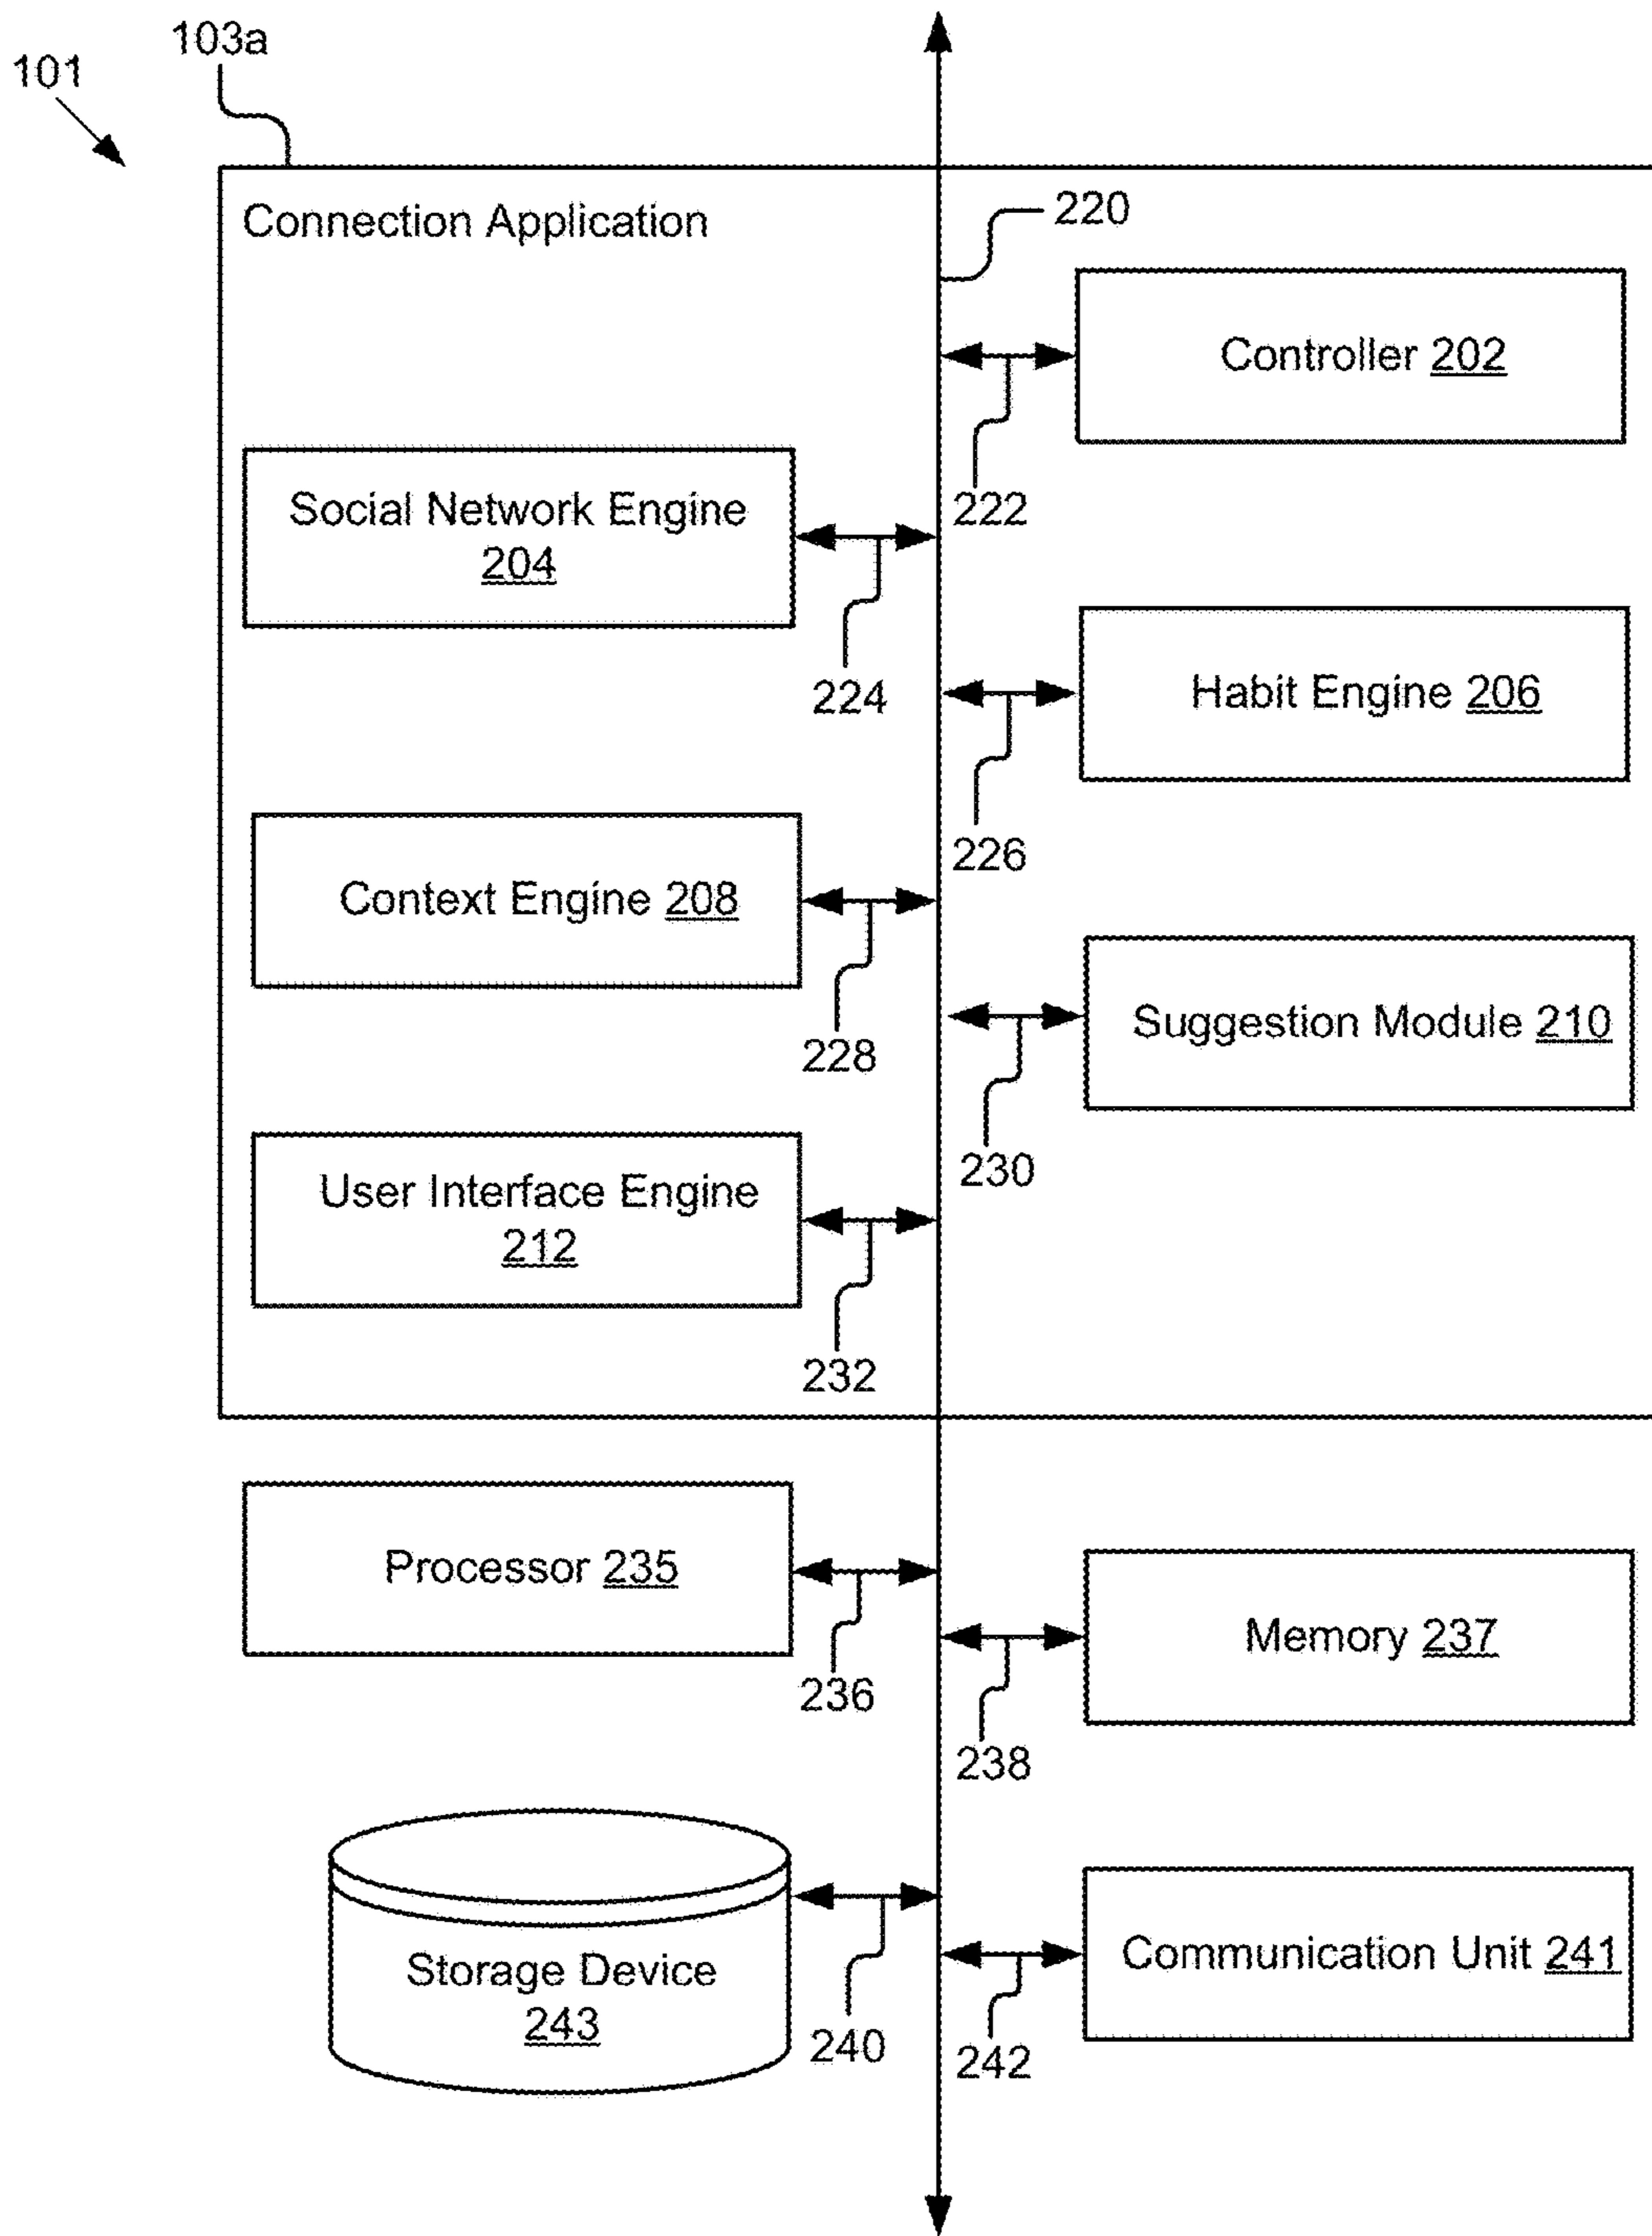 103a
101
Connection Application
220
Controller 202
222
Social Network Engine
204
224
Habit Engine 206
226
Context Engine 208
228
Suggestion Module 210
230
User Interface Engine
212
232
Processor 235
236
Memory 237
238
Storage Device
243
240
Communication Unit 241
242